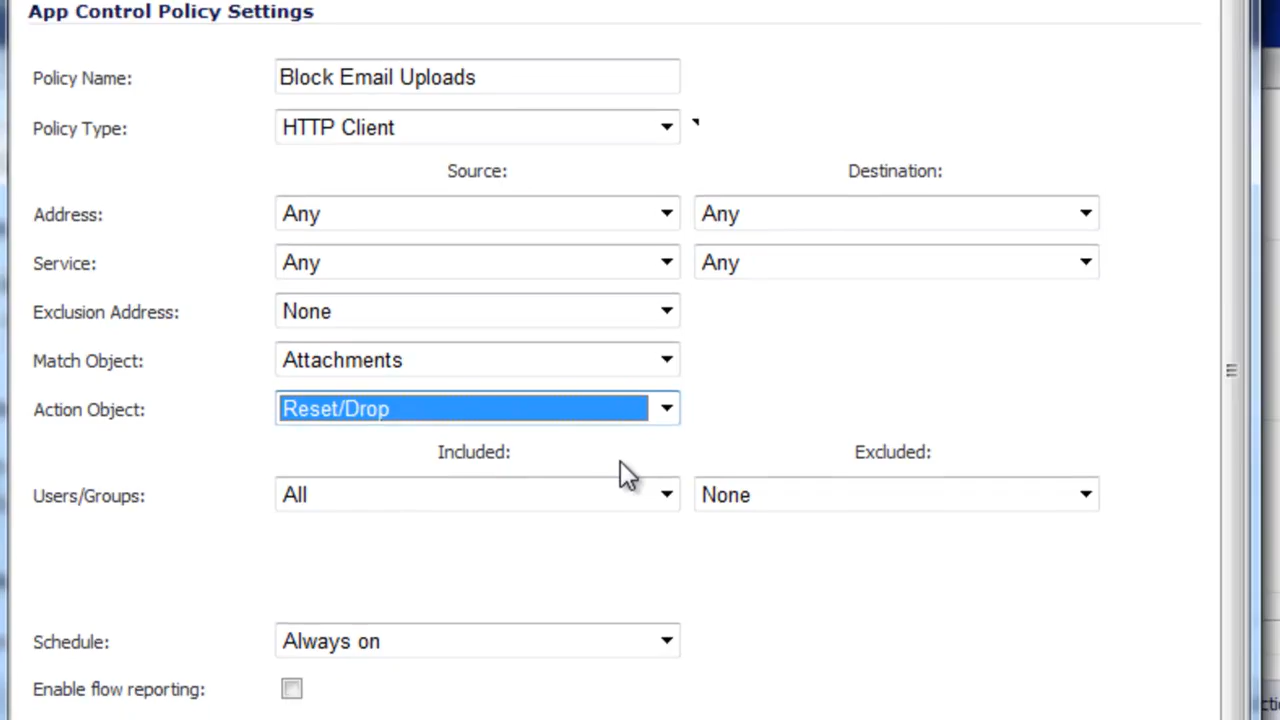 App Control Policy Settings
Policy Name: Block Email Uploads
Policy Type: HTTP Client
Source: Destination:
Address: Any Any
Service: Any Any
Exclusion Address: None
Match Object: Attachments
Action Object: Reset/Drop
Included: Excluded:
Users/Groups: All None
Schedule: Always on
Enable flow reporting: